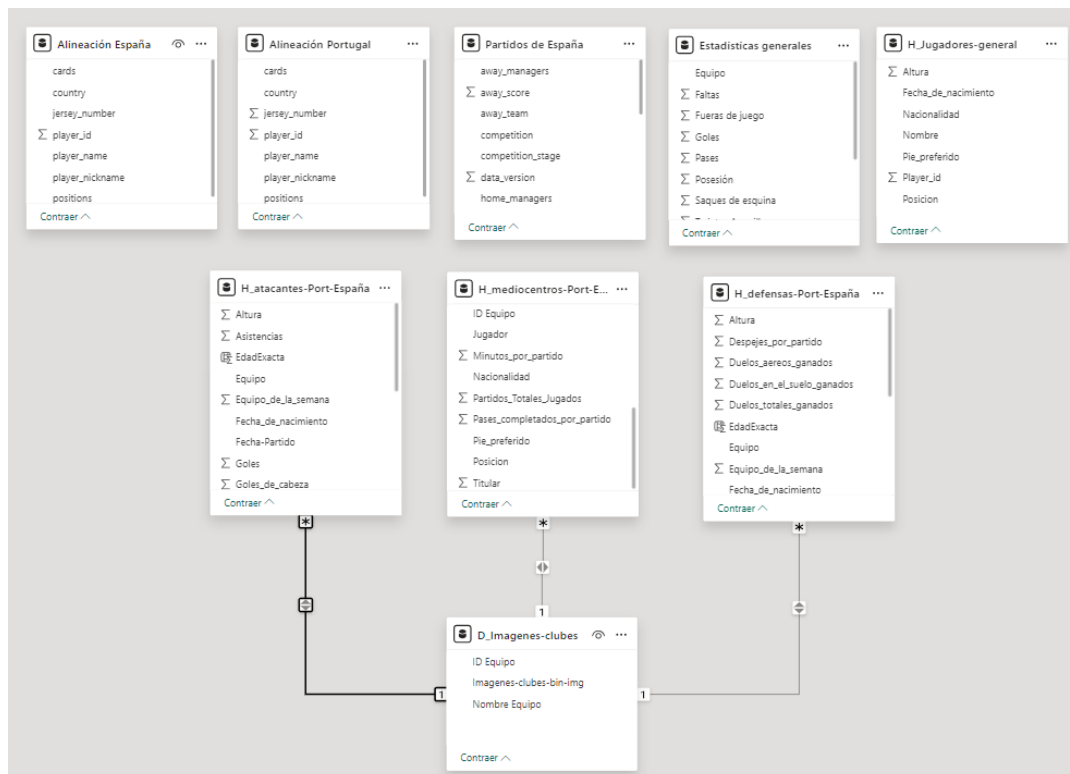 Alineación España
cards
country
jersey_number
Σ player_id
player_name
player_nickname
positions
Contraer
Alineación Portugal
cards
country
Σ jersey_number
Σ player_id
player_name
player_nickname
positions
Contraer
Partidos de España
away_managers
Σ away_score
away_team
competition
competition_stage
Σ data_version
home_managers
Contraer
Estadisticas generales
Equipo
Σ Faltas
Σ Fueras de juego
Σ Goles
Σ Pases
Σ Posesión
Σ Saques de esquina
Contraer
H_Jugadores-general
Σ Altura
Fecha_de_nacimiento
Nacionalidad
Nombre
Pie_preferido
Σ Player_id
Posicion
Contraer
H_atacantes-Port-España
Σ Altura
Σ Asistencias
EdadExacta
Equipo
Σ Equipo_de_la_semana
Fecha_de_nacimiento
Fecha-Partido
Σ Goles
Σ Goles_de_cabeza
Contraer
H_mediocentros-Port-E...
ID Equipo
Jugador
Σ Minutos_por_partido
Nacionalidad
Σ Partidos_Totales_Jugados
Σ Pases_completados_por_partido
Pie_preferido
Posicion
Σ Titular
Contraer
H_defensas-Port-España
Σ Altura
Σ Despejes_por_partido
Σ Duelos_aereos_ganados
Σ Duelos_en_el_suelo_ganados
Σ Duelos_totales_ganados
EdadExacta
Equipo
Σ Equipo_de_la_semana
Fecha_de_nacimiento
Contraer
*
*
*
1
1
1
D_Imagenes-clubes
ID Equipo
Imagenes-clubes-bin-img
Nombre Equipo
Contraer